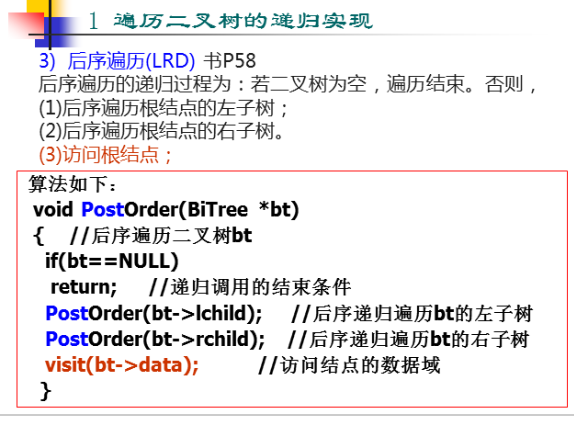 1 遍历二叉树的递归实现
3) 后序遍历(LRD) 书P58
后序遍历的递归过程为：若二叉树为空，遍历结束。否则，
(1)后序遍历根结点的左子树；
(2)后序遍历根结点的右子树。
(3)访问根结点；
算法如下：
void PostOrder(BiTree *bt)
{ //后序遍历二叉树bt
if(bt==NULL)
return; //递归调用的结束条件
PostOrder(bt->lchild); //后序递归遍历bt的左子树
PostOrder(bt->rchild); //后序递归遍历bt的右子树
visit(bt->data); //访问结点的数据域
}